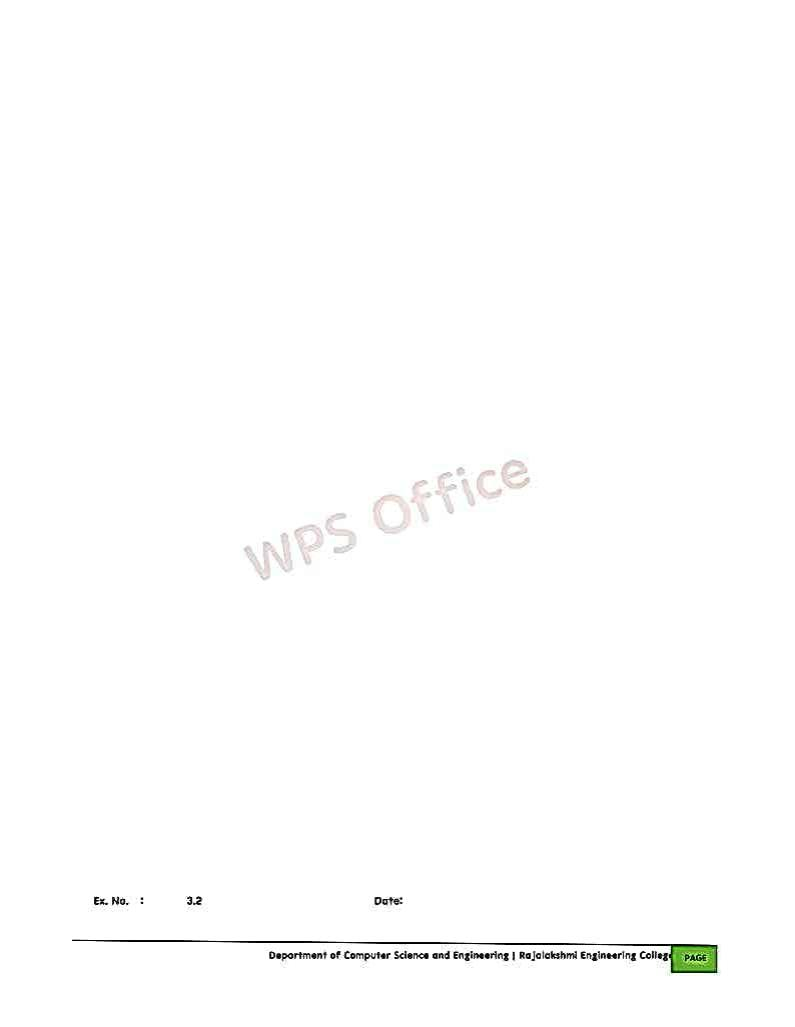 WPS Office
Ex. No. : 3.2 Date:
Department of Computer Science and Engineering | Rajalakshmi Engineering College
PAGE